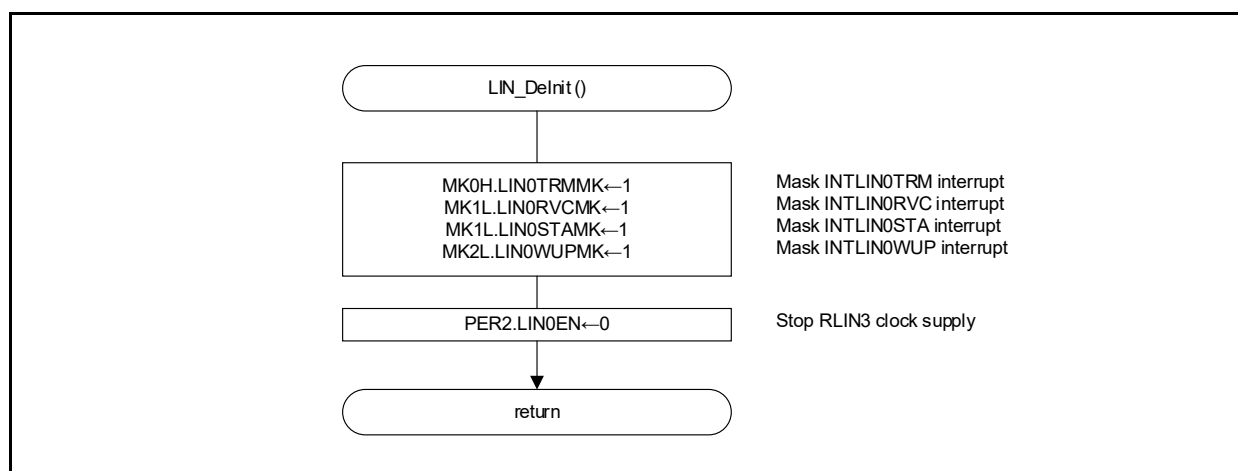 LIN_DeInit ()
MK0H.LIN0TRMMK←1 Mask INTLIN0TRM interrupt
MK1L.LIN0RVCMK←1 Mask INTLIN0RVC interrupt
MK1L.LIN0STAMK←1 Mask INTLIN0STA interrupt
MK2L.LIN0WUPMK←1 Mask INTLIN0WUP interrupt
PER2.LIN0EN←0 Stop RLIN3 clock supply
return